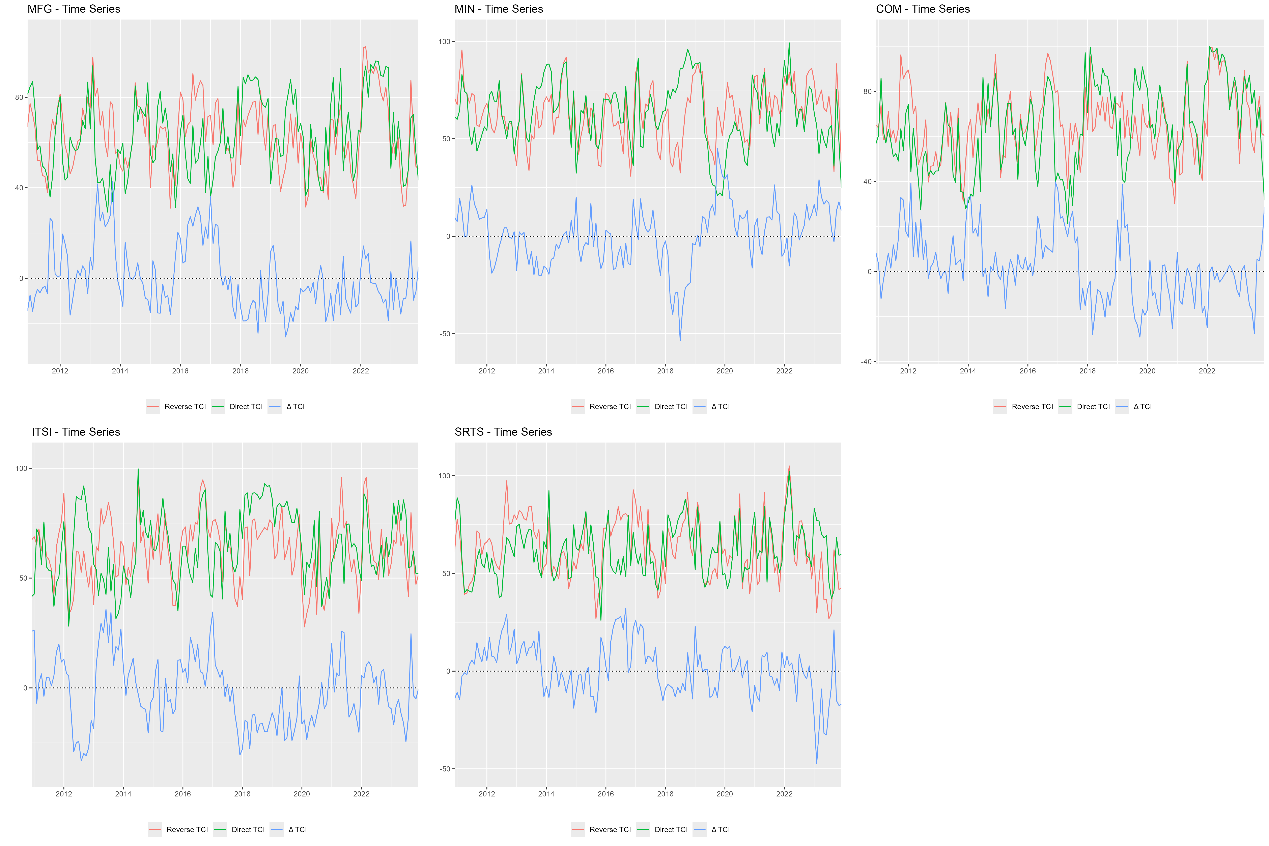 MFG - Time Series
80
40
0
2012 2014 2016 2018 2020 2022
Reverse TCI Direct TCI Δ TCI
MIN - Time Series
100
50
0
-50
2012 2014 2016 2018 2020 2022
Reverse TCI Direct TCI Δ TCI
COM - Time Series
80
40
0
-40
2012 2014 2016 2018 2020 2022
Reverse TCI Direct TCI Δ TCI
ITSI - Time Series
100
50
0
2012 2014 2016 2018 2020 2022
Reverse TCI Direct TCI Δ TCI
SRTS - Time Series
100
50
0
-50
2012 2014 2016 2018 2020 2022
Reverse TCI Direct TCI Δ TCI